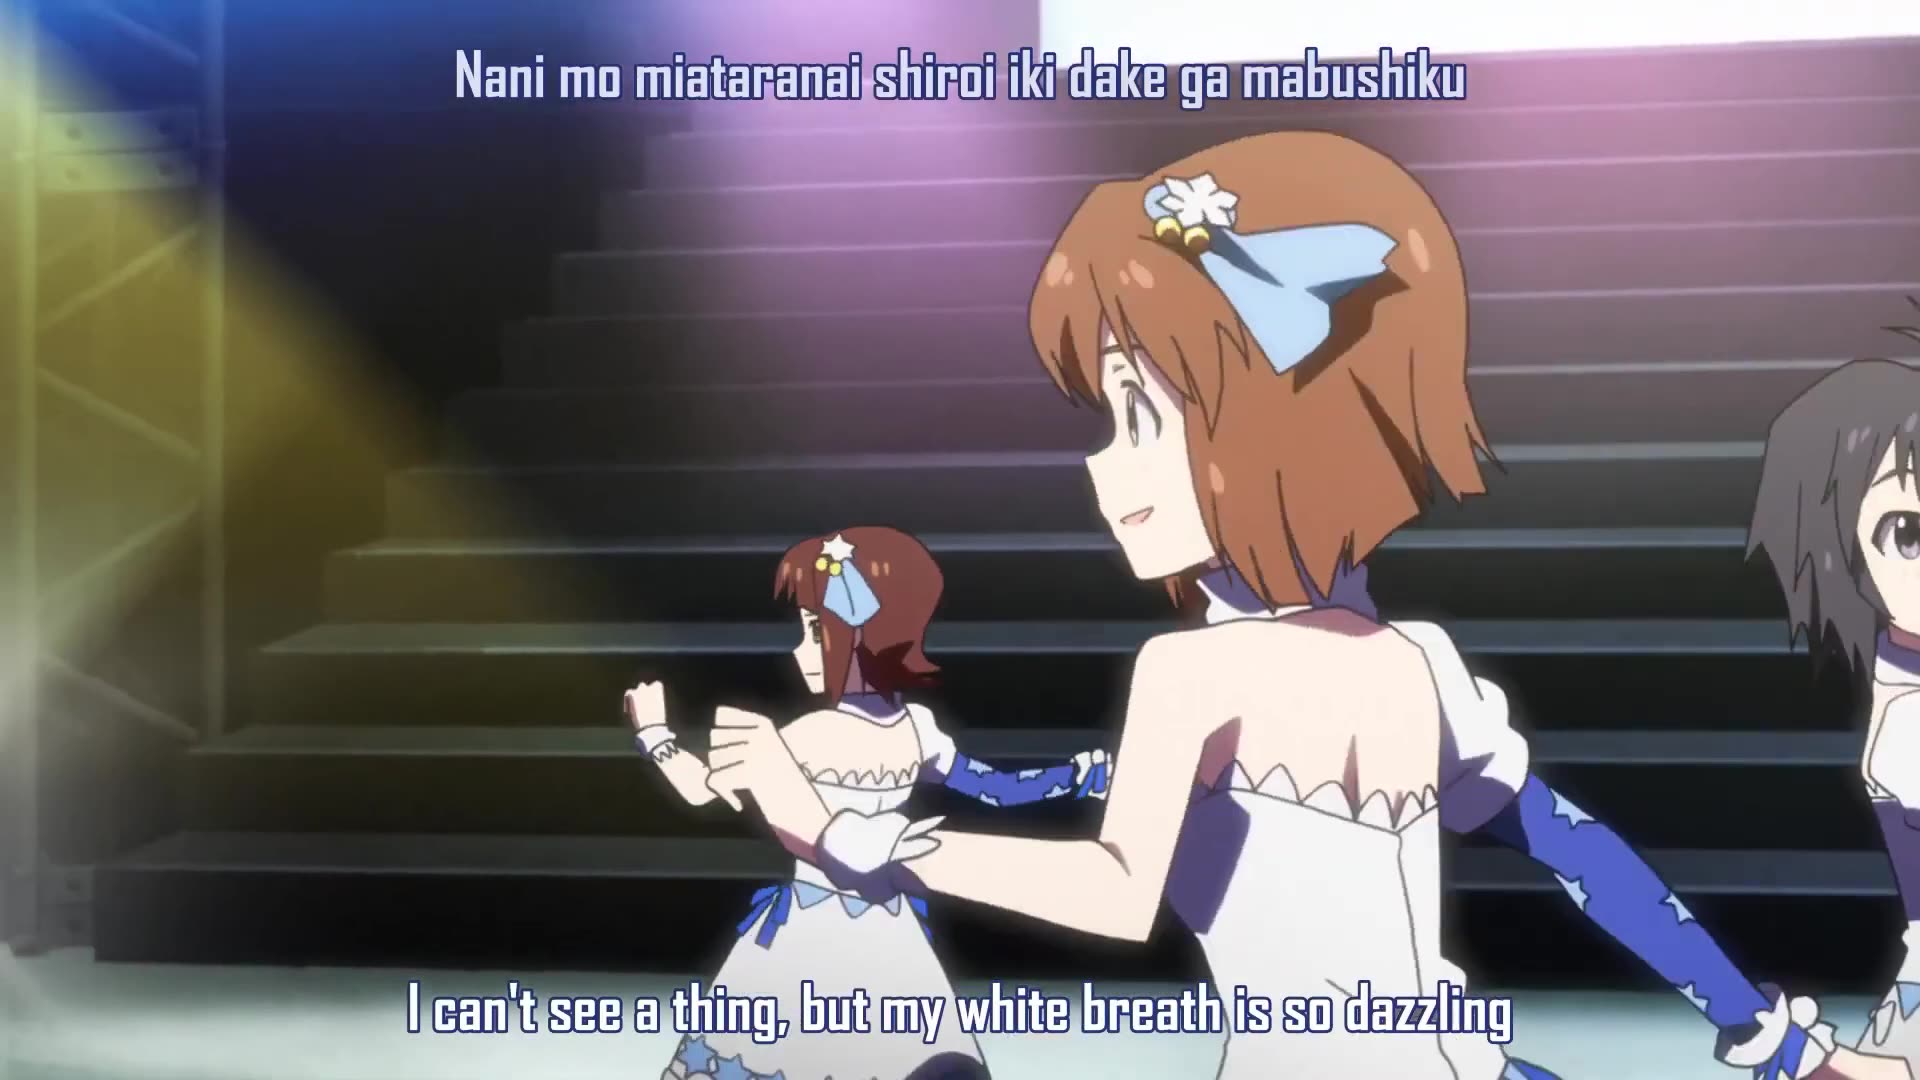 Nani mo miataranai shiroi iki dake ga mabushiku
I can't see a thing, but my white breath is so dazzling